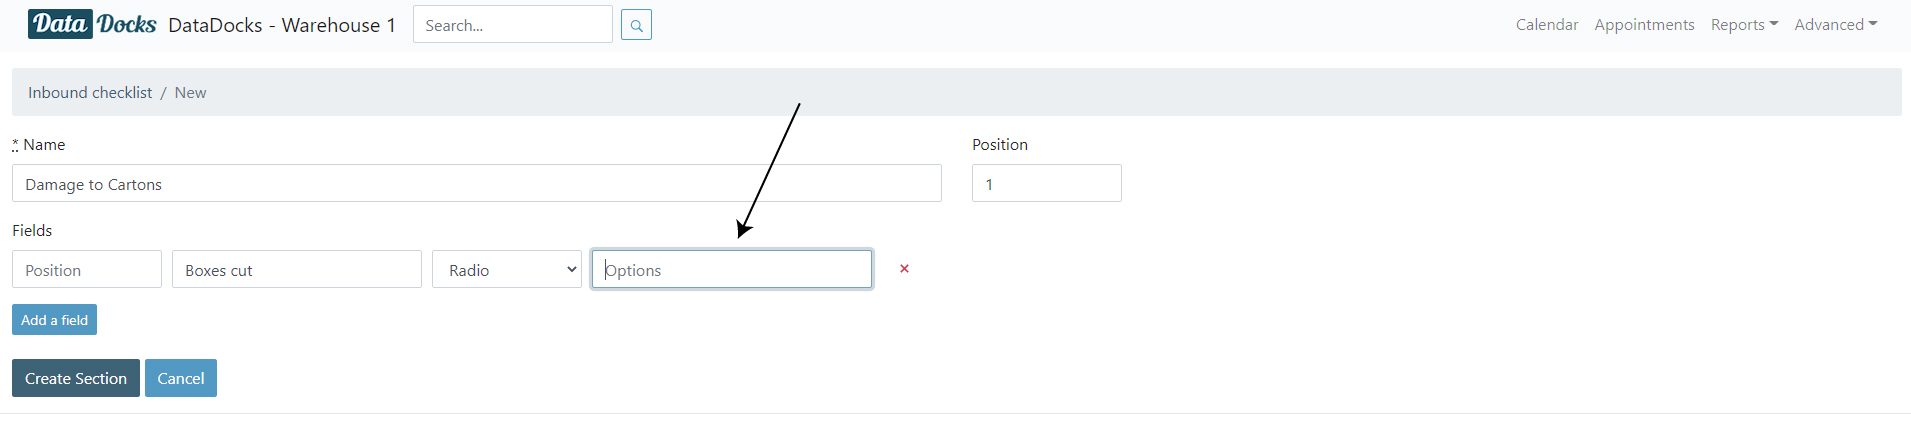 Data Docks DataDocks - Warehouse 1 Search... Calendar Appointments Reports Advanced
Inbound checklist / New
* Name Position
Damage to Cartons 1
Fields
Position Boxes cut Radio Options ×
Add a field
Create Section Cancel